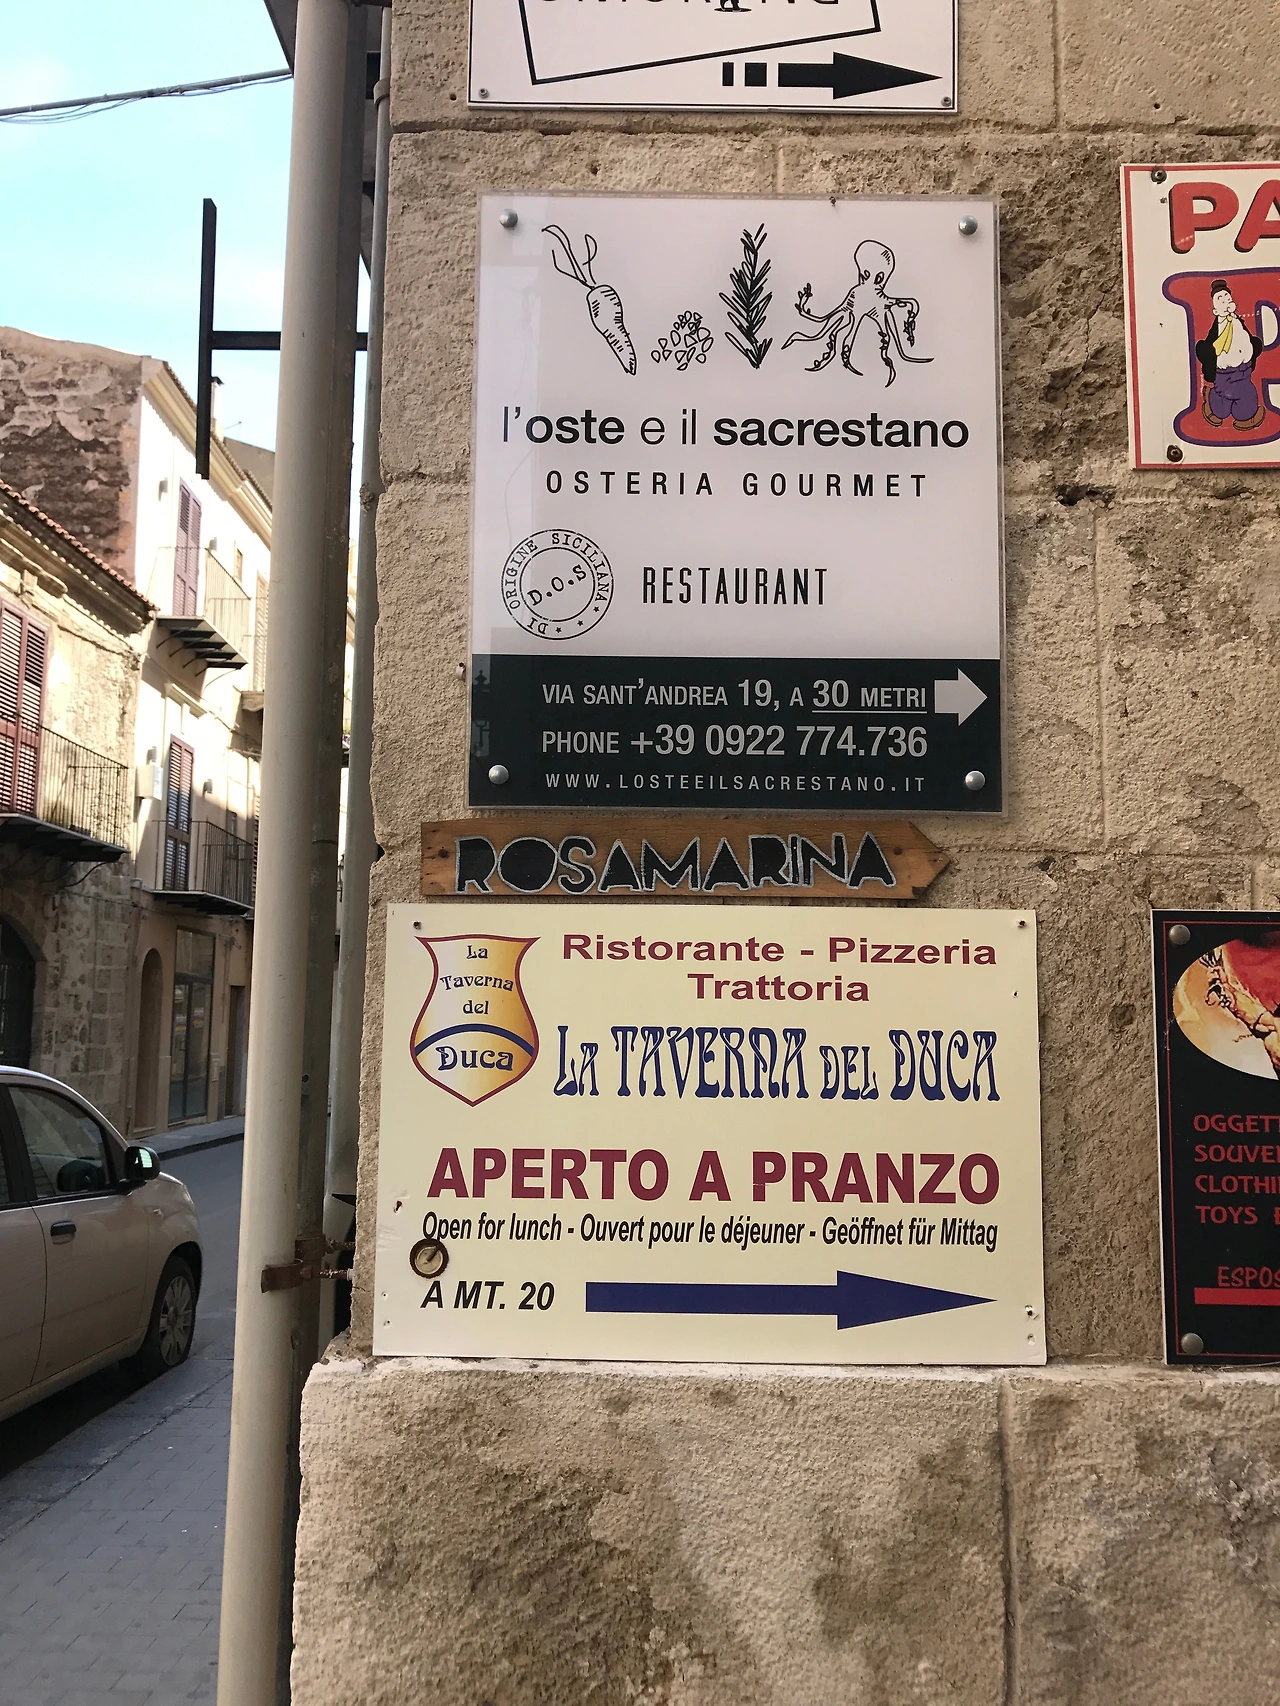 l'oste e il sacrestano
OSTERIA GOURMET
DI ORIGINE SICILIANA
D.O.S
RESTAURANT
VIA SANT'ANDREA 19, A 30 METRI
PHONE +39 0922 774.736
WWW.LOSTEEILSACRESTANO.IT
ROSAMARINA
La
Taverna
del
Duca
Ristorante - Pizzeria
Trattoria
LA TAVERNA DEL DUCA
APERTO A PRANZO
Open for lunch - Ouvert pour le déjeuner - Geöffnet für Mittag
A MT. 20
PA
OGGET
SOUVE
CLOTHI
TOYS
ESPOS